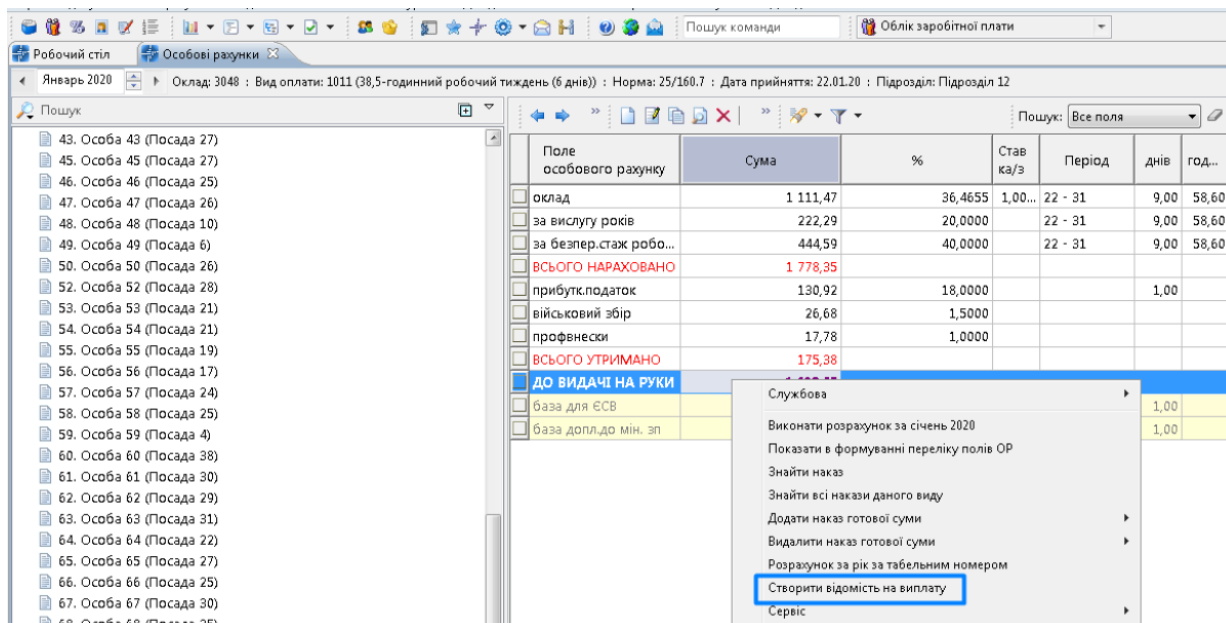 Пошук команди
Облік заробітної плати
Робочий стіл
Особові рахунки
Январь 2020
Оклад: 3048 : Вид оплати: 1011 (38,5-годинний робочий тиждень (6 днів)) : Норма: 25/160.7 : Дата прийняття: 22.01.20 : Підрозділ: Підрозділ 12
Пошук
Пошук: Все поля
43. Особа 43 (Посада 27)
45. Особа 45 (Посада 27)
46. Особа 46 (Посада 25)
47. Особа 47 (Посада 26)
48. Особа 48 (Посада 10)
49. Особа 49 (Посада 6)
50. Особа 50 (Посада 26)
52. Особа 52 (Посада 28)
53. Особа 53 (Посада 21)
54. Особа 54 (Посада 21)
55. Особа 55 (Посада 19)
56. Особа 56 (Посада 17)
57. Особа 57 (Посада 24)
58. Особа 58 (Посада 25)
59. Особа 59 (Посада 4)
60. Особа 60 (Посада 38)
61. Особа 61 (Посада 30)
62. Особа 62 (Посада 29)
63. Особа 63 (Посада 31)
64. Особа 64 (Посада 22)
65. Особа 65 (Посада 27)
66. Особа 66 (Посада 25)
67. Особа 67 (Посада 30)
Поле особового рахунку Сума % Став ка/з Період днів год...
оклад 1 111,47 36,4655 1,00... 22 - 31 9,00 58,60
за вислугу років 222,29 20,0000 22 - 31 9,00 58,60
за безпер.стаж робо... 444,59 40,0000 22 - 31 9,00 58,60
ВСЬОГО НАРАХОВАНО 1 778,35
прибутк.податок 130,92 18,0000 1,00
військовий збір 26,68 1,5000
профвнески 17,78 1,0000
ВСЬОГО УТРИМАНО 175,38
ДО ВИДАЧІ НА РУКИ
база для ЄСВ 1,00
база допл.до мін. зп 1,00
Службова
Виконати розрахунок за січень 2020
Показати в формуванні переліку полів ОР
Знайти наказ
Знайти всі накази даного виду
Додати наказ готової суми
Видалити наказ готової суми
Розрахунок за рік за табельним номером
Створити відомість на виплату
Сервіс